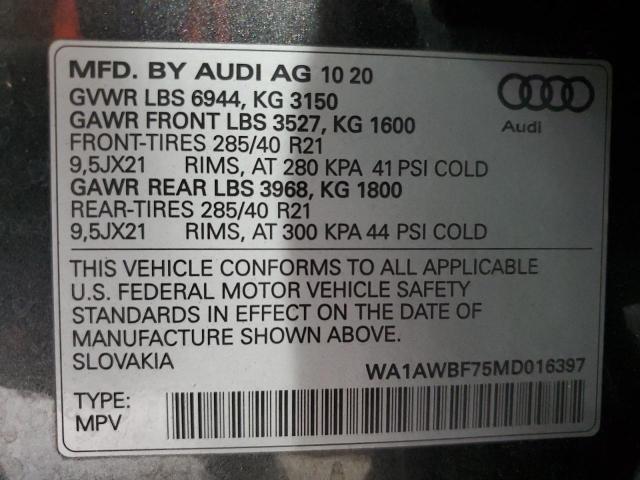 MFD. BY AUDI AG 10 20
GVWR LBS 6944, KG 3150
GAWR FRONT LBS 3527, KG 1600
FRONT-TIRES 285/40 R21
9,5JX21 RIMS, AT 280 KPA 41 PSI COLD
GAWR REAR LBS 3968, KG 1800
REAR-TIRES 285/40 R21
9,5JX21 RIMS, AT 300 KPA 44 PSI COLD
Audi
THIS VEHICLE CONFORMS TO ALL APPLICABLE
U.S. FEDERAL MOTOR VEHICLE SAFETY
STANDARDS IN EFFECT ON THE DATE OF
MANUFACTURE SHOWN ABOVE.
SLOVAKIA WA1AWBF75MD016397
TYPE:
MPV